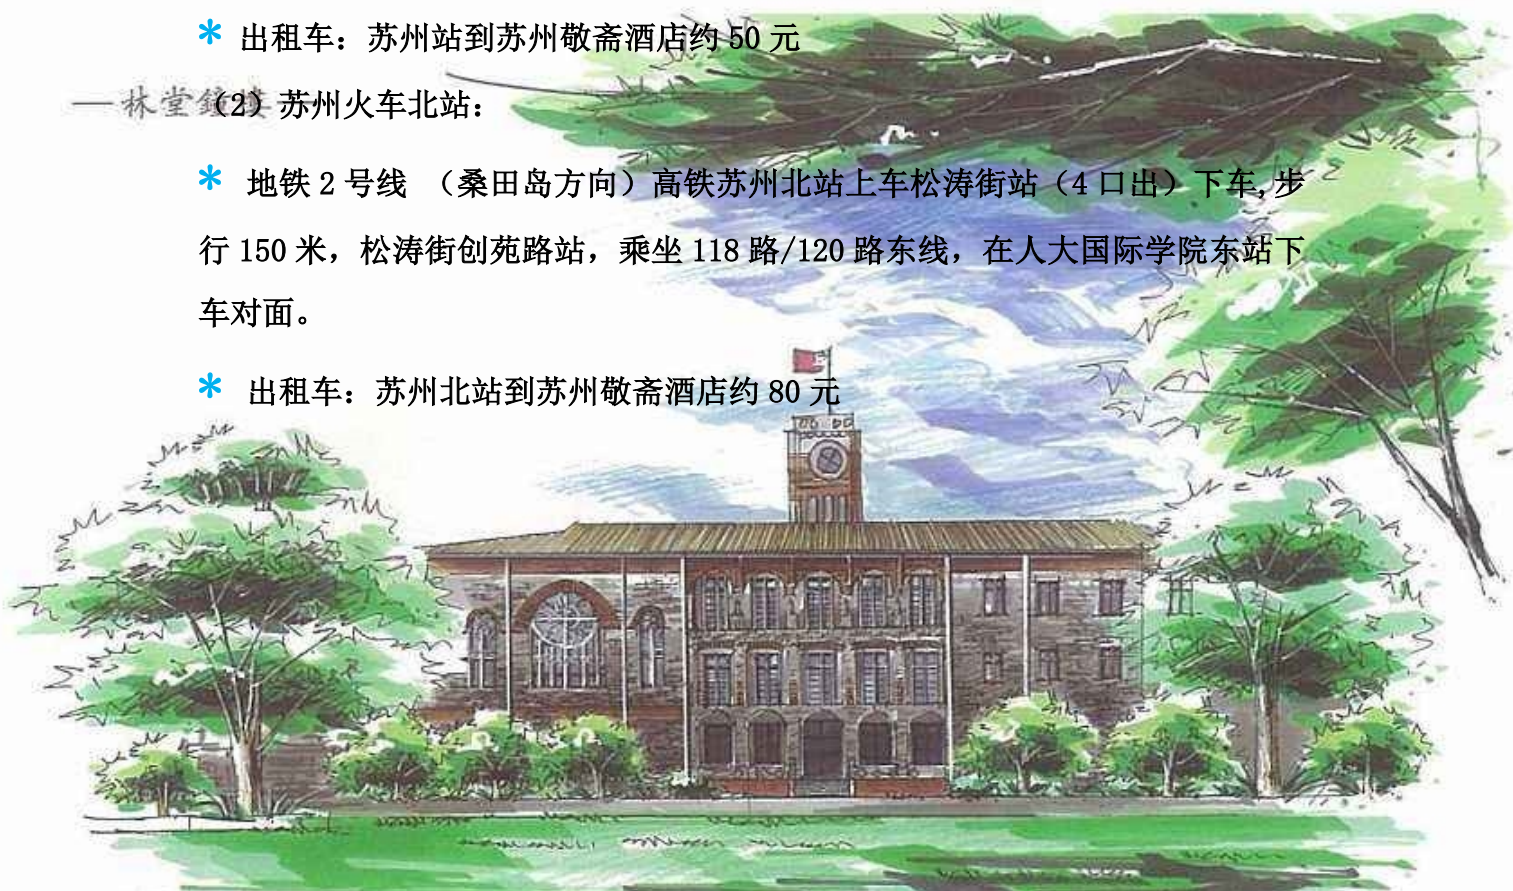 * 出租车：苏州站到苏州敬斋酒店约 50 元
—林堂鐘楼
（2）苏州火车北站：
* 地铁 2 号线 （桑田岛方向）高铁苏州北站上车松涛街站（4 口出）下车,步
行 150 米，松涛街创苑路站，乘坐 118 路/120 路东线，在人大国际学院东站下
车对面。
* 出租车：苏州北站到苏州敬斋酒店约 80 元